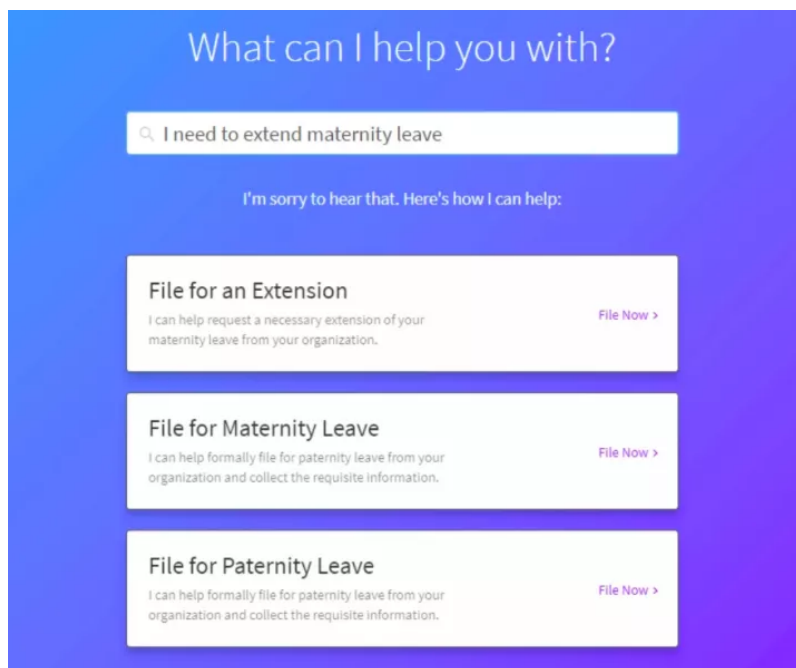 What can I help you with?
I need to extend maternity leave
I'm sorry to hear that. Here's how I can help:
File for an Extension
I can help request a necessary extension of your
maternity leave from your organization.
File Now >
File for Maternity Leave
I can help formally file for paternity leave from your
organization and collect the requisite information.
File Now >
File for Paternity Leave
I can help formally file for paternity leave from your
organization and collect the requisite information.
File Now >